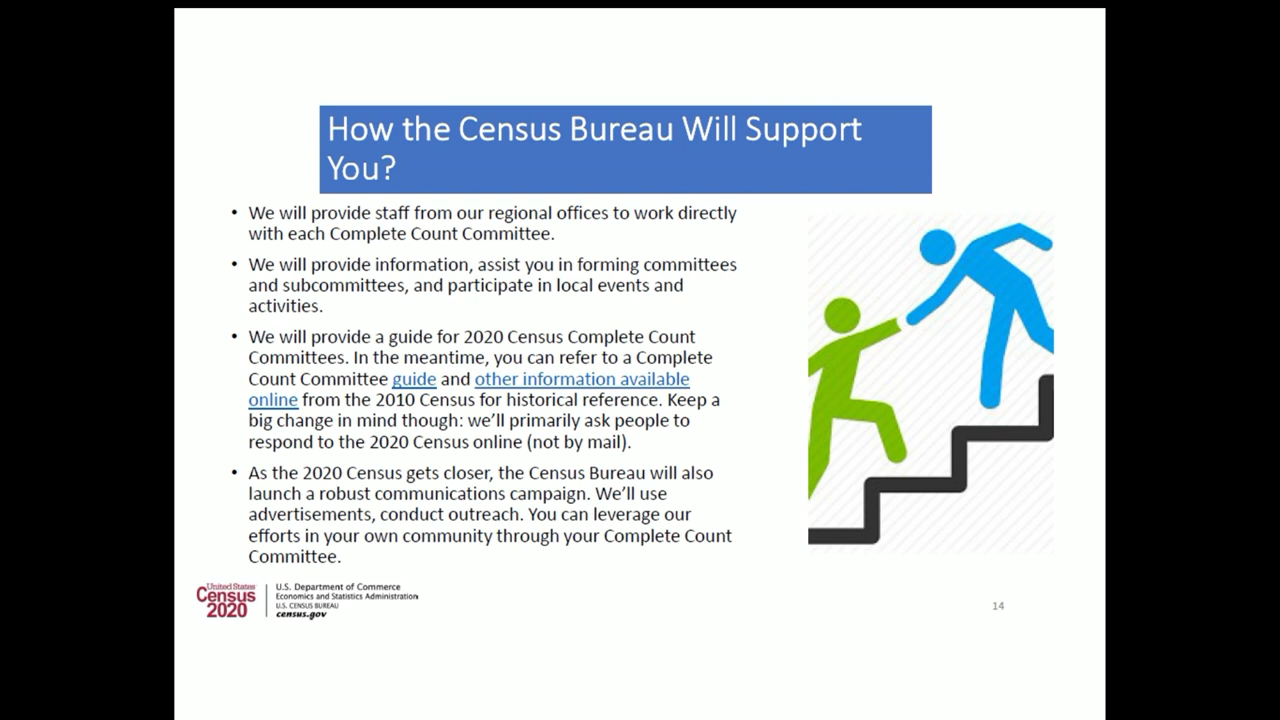 How the Census Bureau Will Support
You?
• We will provide staff from our regional offices to work directly
with each Complete Count Committee.
• We will provide information, assist you in forming committees
and subcommittees, and participate in local events and
activities.
• We will provide a guide for 2020 Census Complete Count
Committees. In the meantime, you can refer to a Complete
Count Committee guide and other information available
online from the 2010 Census for historical reference. Keep a
big change in mind though: we’ll primarily ask people to
respond to the 2020 Census online (not by mail).
• As the 2020 Census gets closer, the Census Bureau will also
launch a robust communications campaign. We’ll use
advertisements, conduct outreach. You can leverage our
efforts in your own community through your Complete Count
Committee.
United States
Census
2020
U.S. Department of Commerce
Economics and Statistics Administration
U.S. CENSUS BUREAU
census.gov
14